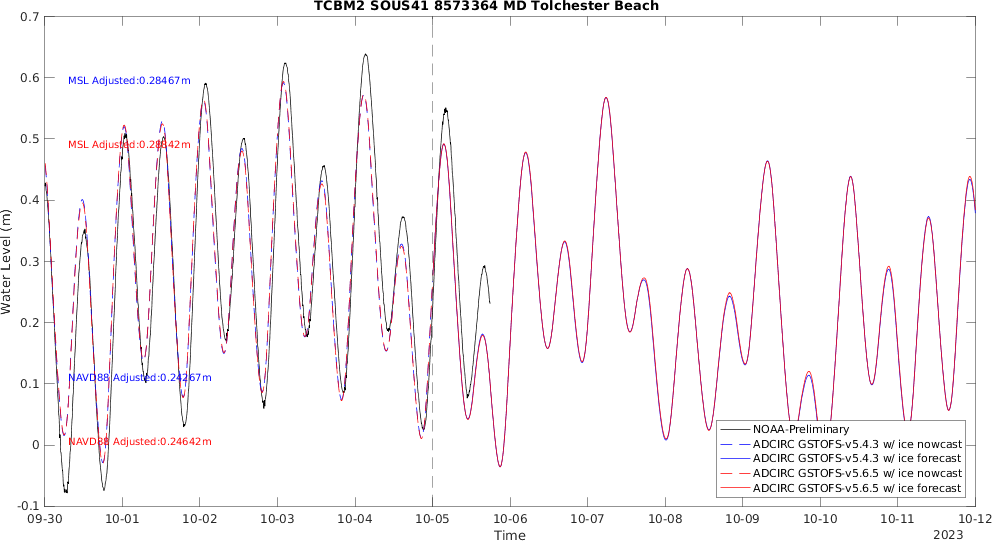 TCBM2 SOUS41 8573364 MD Tolchester Beach
0.7
0.6
0.5
0.4
0.3
0.2
0.1
0
-0.1
Water Level (m)
MSL Adjusted:0.28467m
MSL Adjusted:0.28842m
NAVD88 Adjusted:0.24267m
NAVD88 Adjusted:0.24642m
NOAA-Preliminary
ADCIRC GSTOFS-v5.4.3 w/ ice nowcast
ADCIRC GSTOFS-v5.4.3 w/ ice forecast
ADCIRC GSTOFS-v5.6.5 w/ ice nowcast
ADCIRC GSTOFS-v5.6.5 w/ ice forecast
09-30 10-01 10-02 10-03 10-04 10-05 10-06 10-07 10-08 10-09 10-10 10-11 10-12
Time
2023